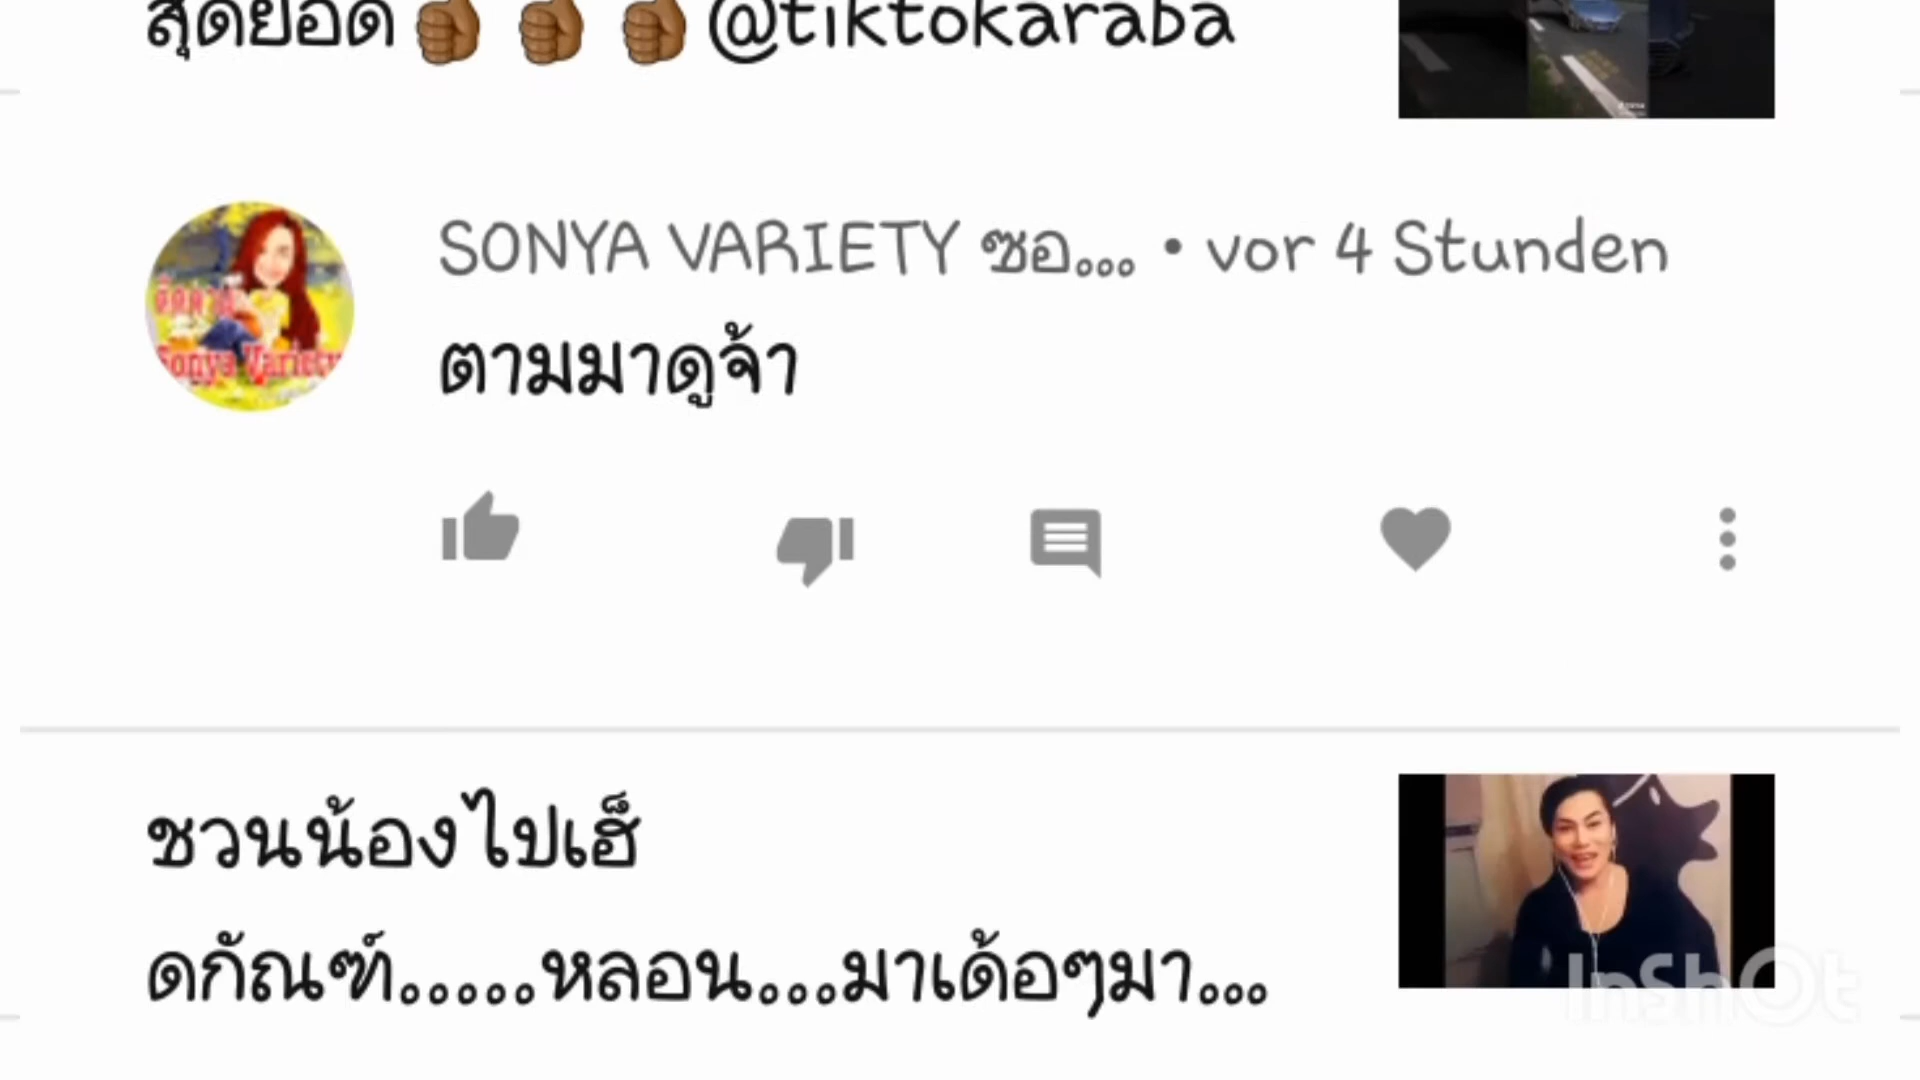 สุดยอด👍🏾 👍🏾 👍🏾 @tiktokaraba
SONYA VARIETY ซอ... • vor 4 Stunden
ตามมาดูจ้า
Sonya Variety
ชวนน้องไปเฮ็
ดกัณฑ์.....หลอน...มาเด้อๆมา...
InShOt